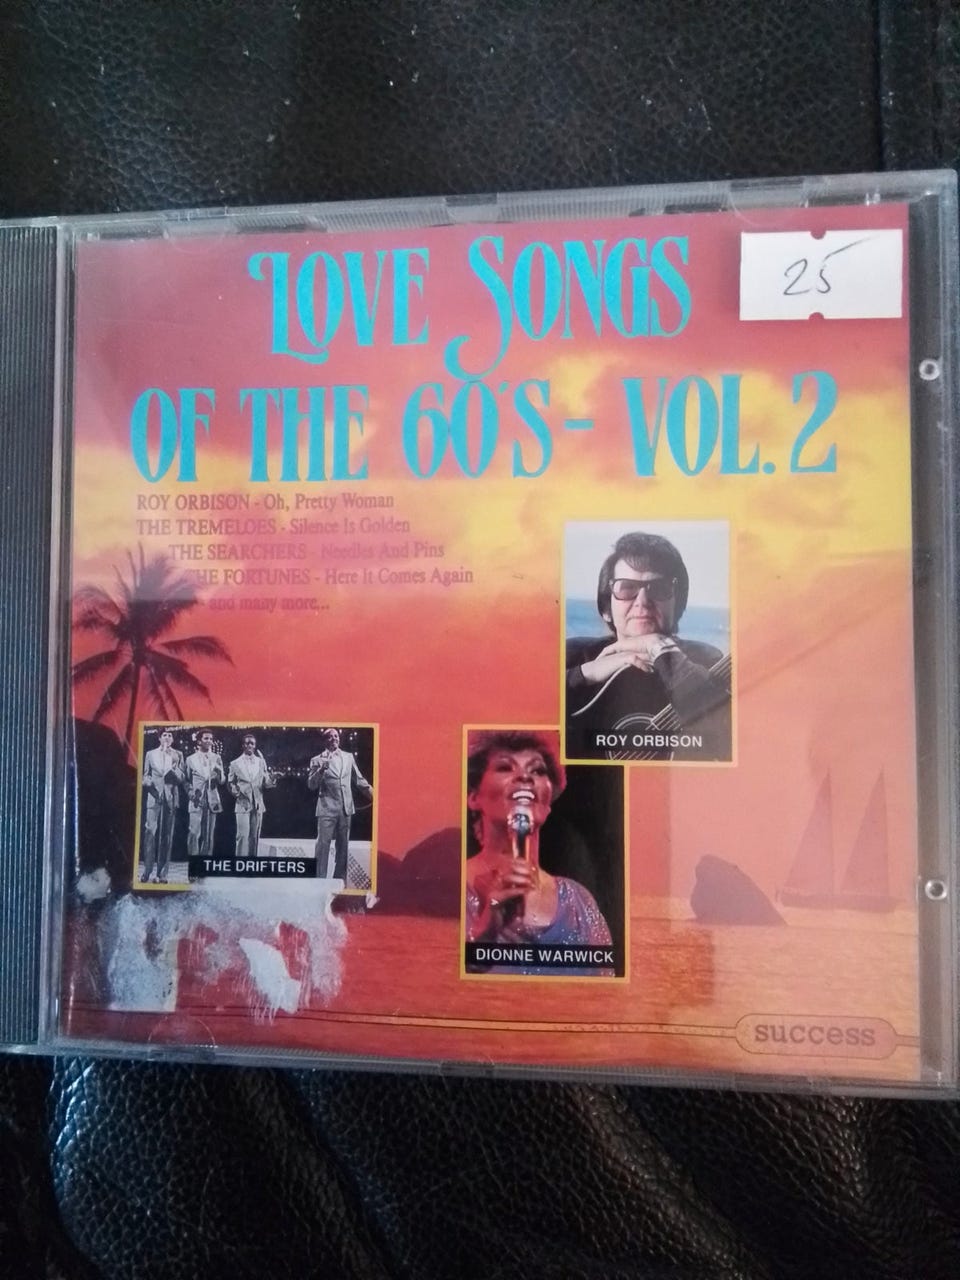 LOVE SONGS
25
OF THE 60'S - VOL. 2
ROY ORBISON - Oh, Pretty Woman
THE TREMELOES - Silence Is Golden
THE SEARCHERS - Needles And Pins
THE FORTUNES - Here It Comes Again
- and many more...
ROY ORBISON
THE DRIFTERS
DIONNE WARWICK
success